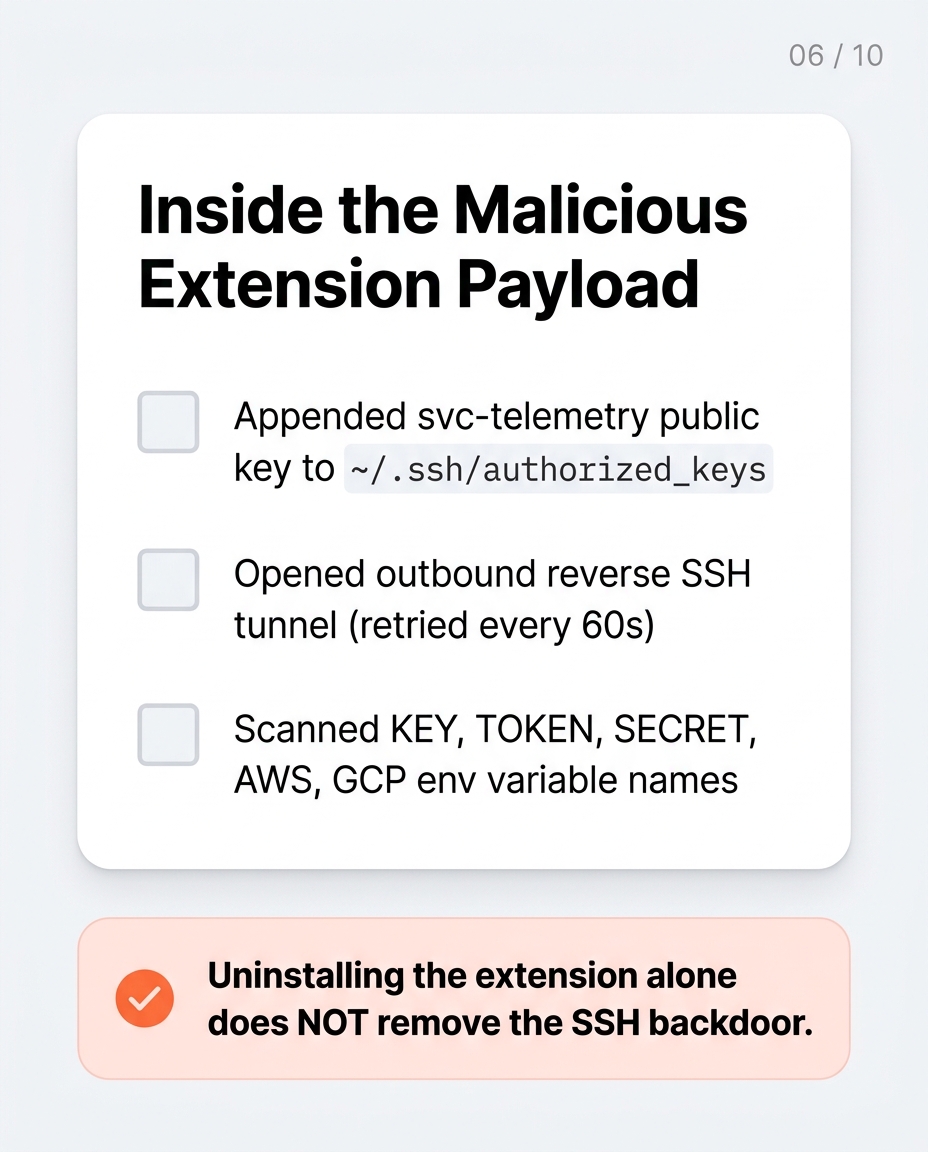 06 / 10
Inside the Malicious
Extension Payload
Appended svc-telemetry public
key to ~/.ssh/authorized_keys
Opened outbound reverse SSH
tunnel (retried every 60s)
Scanned KEY, TOKEN, SECRET,
AWS, GCP env variable names
Uninstalling the extension alone
does NOT remove the SSH backdoor.